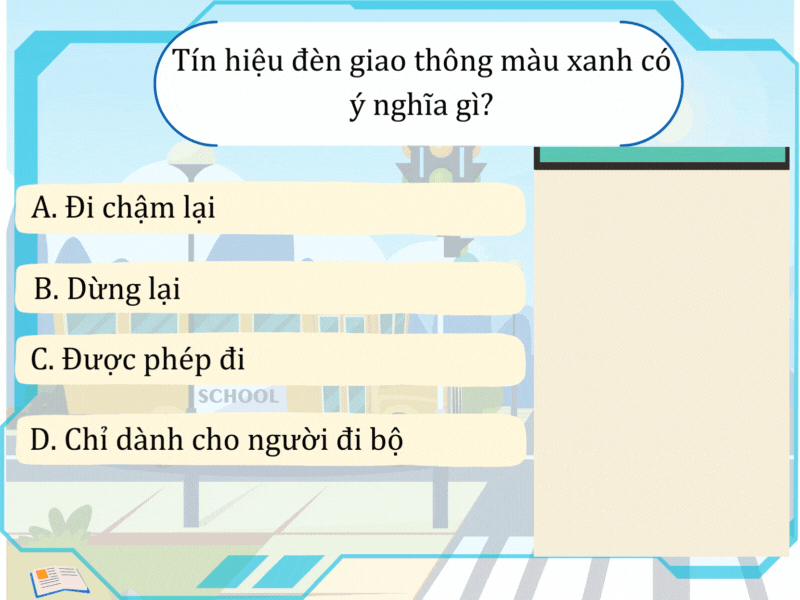 Tín hiệu đèn giao thông màu xanh có
ý nghĩa gì?
A. Đi chậm lại
B. Dừng lại
C. Được phép đi
SCHOOL
D. Chỉ dành cho người đi bộ